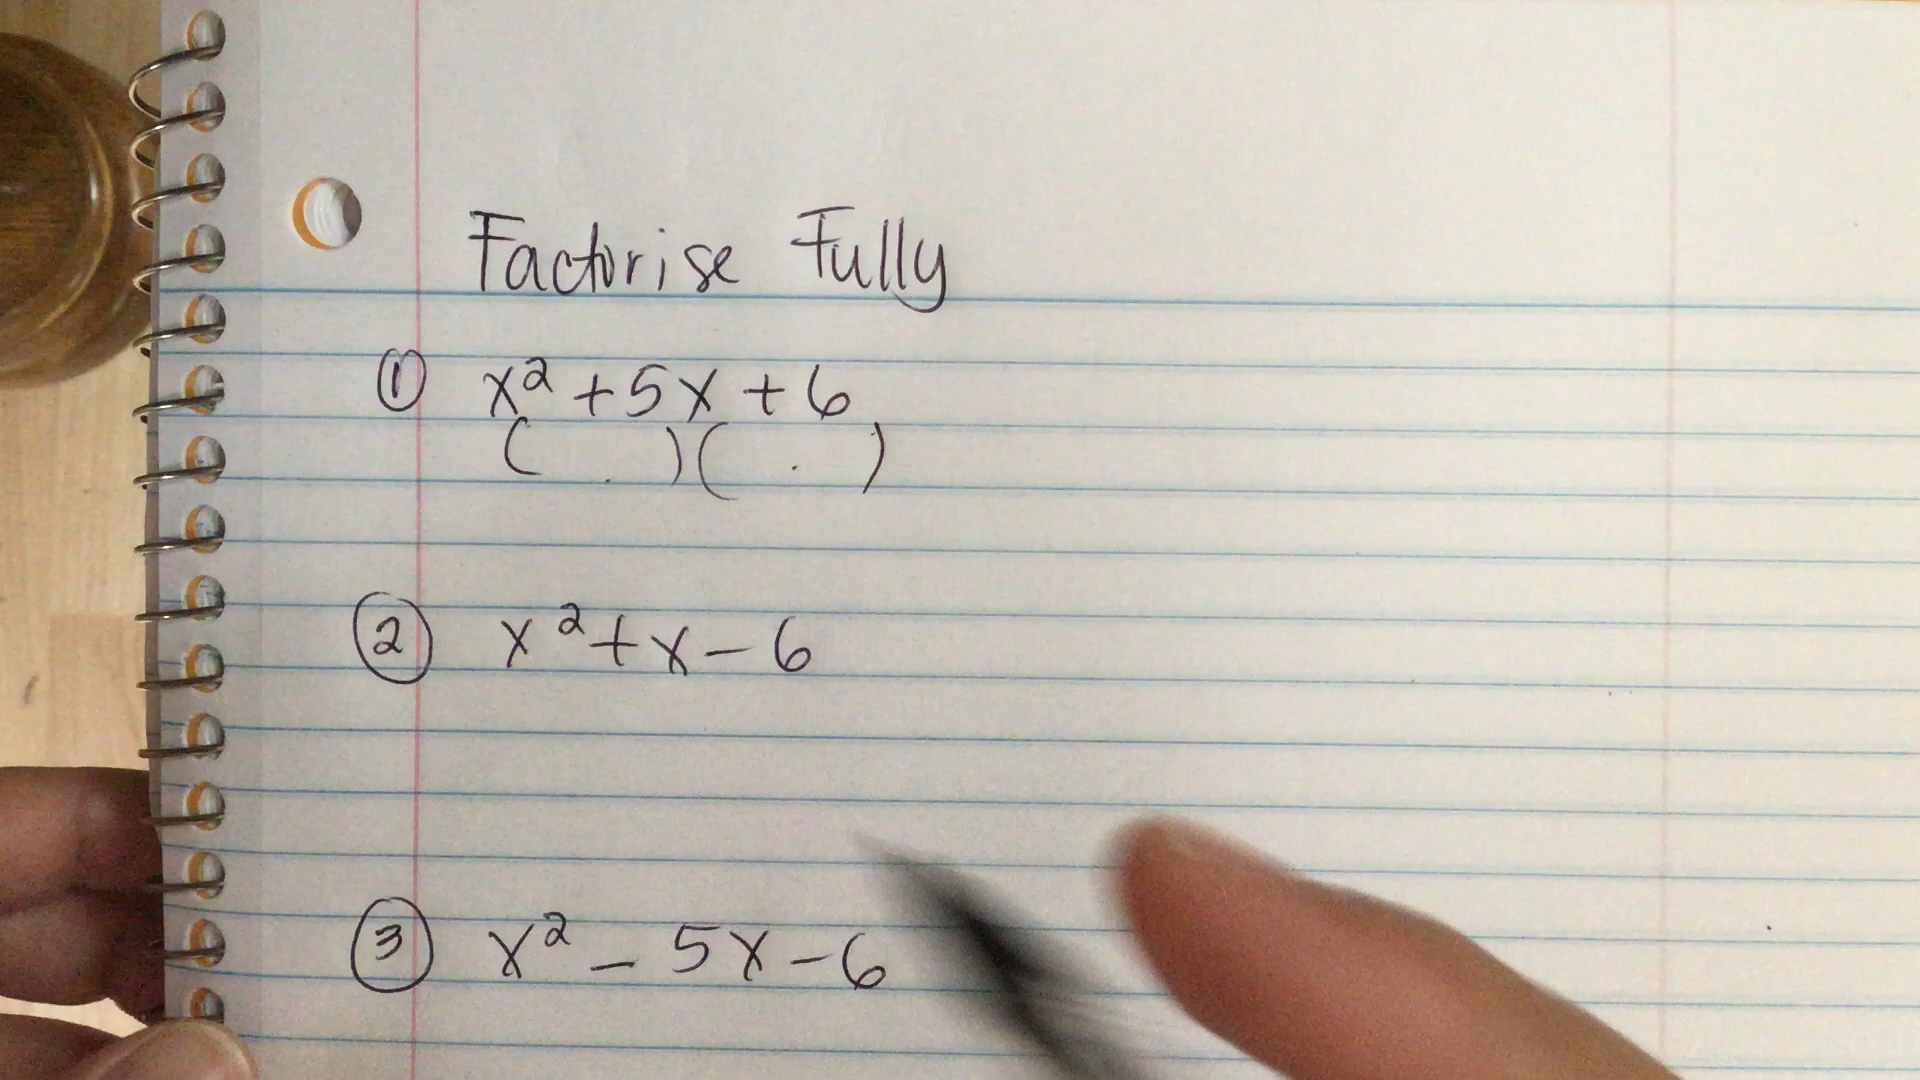 Factorise Fully
① x² + 5x + 6
( . )( . )
② x² + x - 6
③ x² - 5x - 6